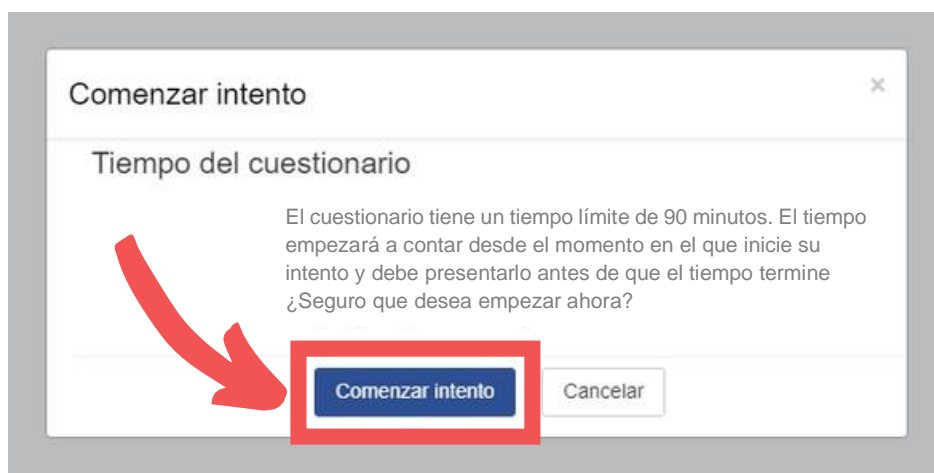 Comenzar intento
×
Tiempo del cuestionario
El cuestionario tiene un tiempo límite de 90 minutos. El tiempo
empezará a contar desde el momento en el que inicie su
intento y debe presentarlo antes de que el tiempo termine
¿Seguro que desea empezar ahora?
Comenzar intento
Cancelar